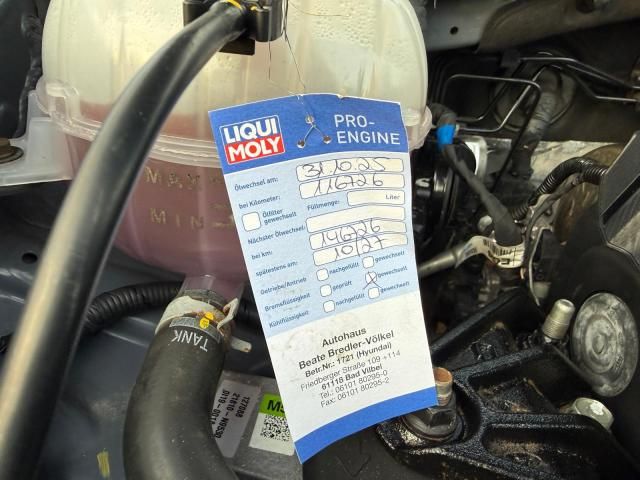 LIQUI
MOLY
PRO-
ENGINE
Ölwechsel am: 31.10.25
bei Kilometer: 116726
Ölfilter gewechselt Füllmenge: Liter
Nächster Ölwechsel:
bei km: 146726
spätestens am: 10/27
Getriebe/Antrieb nachgefüllt gewechselt
Bremsflüssigkeit geprüft gewechselt
Kühlflüssigkeit nachgefüllt gewechselt
Autohaus
Beate Bredler-Völkel
Betr.Nr.: 1721 (Hyundai)
Friedberger Straße 109 +114
61118 Bad Vilbel
Tel.: 06101 80295-0
Fax: 06101 80295-2
MAX
MIN
TANK